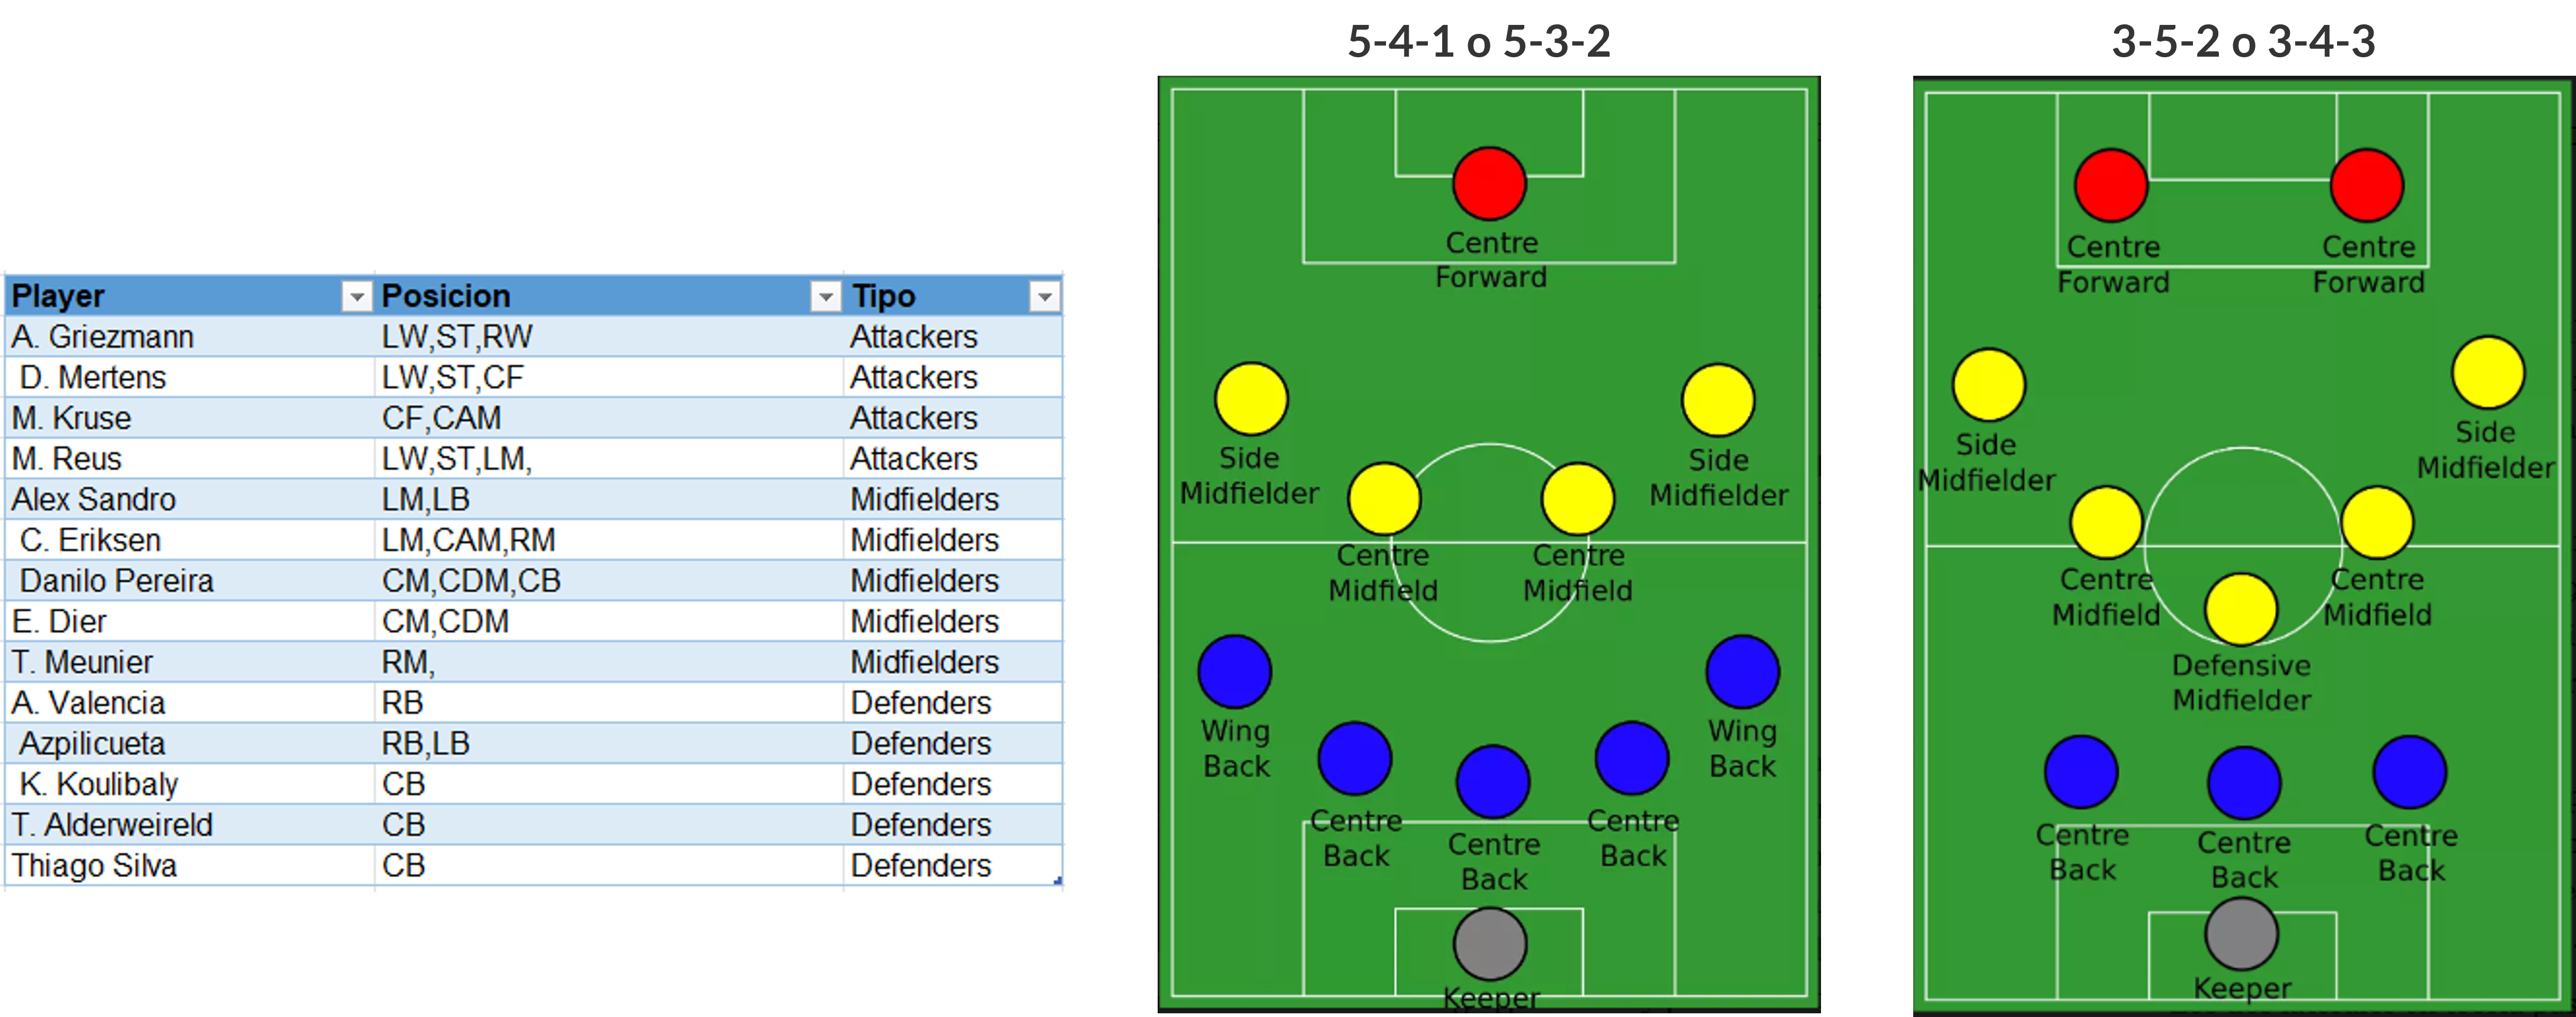 Player Posicion Tipo
A. Griezmann LW,ST,RW Attackers
D. Mertens LW,ST,CF Attackers
M. Kruse CF,CAM Attackers
M. Reus LW,ST,LM, Attackers
Alex Sandro LM,LB Midfielders
C. Eriksen LM,CAM,RM Midfielders
Danilo Pereira CM,CDM,CB Midfielders
E. Dier CM,CDM Midfielders
T. Meunier RM, Midfielders
A. Valencia RB Defenders
Azpilicueta RB,LB Defenders
K. Koulibaly CB Defenders
T. Alderweireld CB Defenders
Thiago Silva CB Defenders
5-4-1 o 5-3-2
Centre
Forward
Side
Midfielder
Side
Midfielder
Centre
Midfield
Centre
Midfield
Wing
Back
Wing
Back
Centre
Back
Centre
Back
Centre
Back
Keeper
3-5-2 o 3-4-3
Centre
Forward
Centre
Forward
Side
Midfielder
Side
Midfielder
Centre
Midfield
Centre
Midfield
Defensive
Midfielder
Centre
Back
Centre
Back
Centre
Back
Keeper